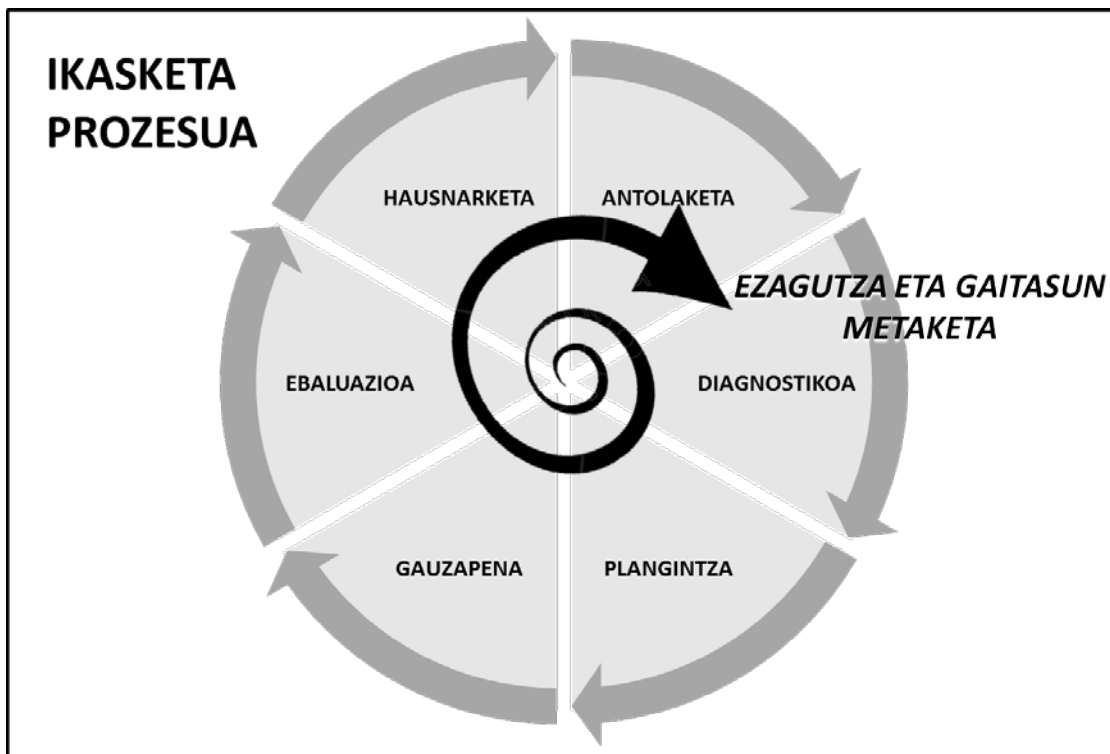 IKASKETA
PROZESUA
HAUSNARKETA
ANTOLAKETA
EZAGUTZA ETA GAITASUN
METAKETA
EBALUAZIOA
DIAGNOSTIKOA
GAUZAPENA
PLANGINTZA